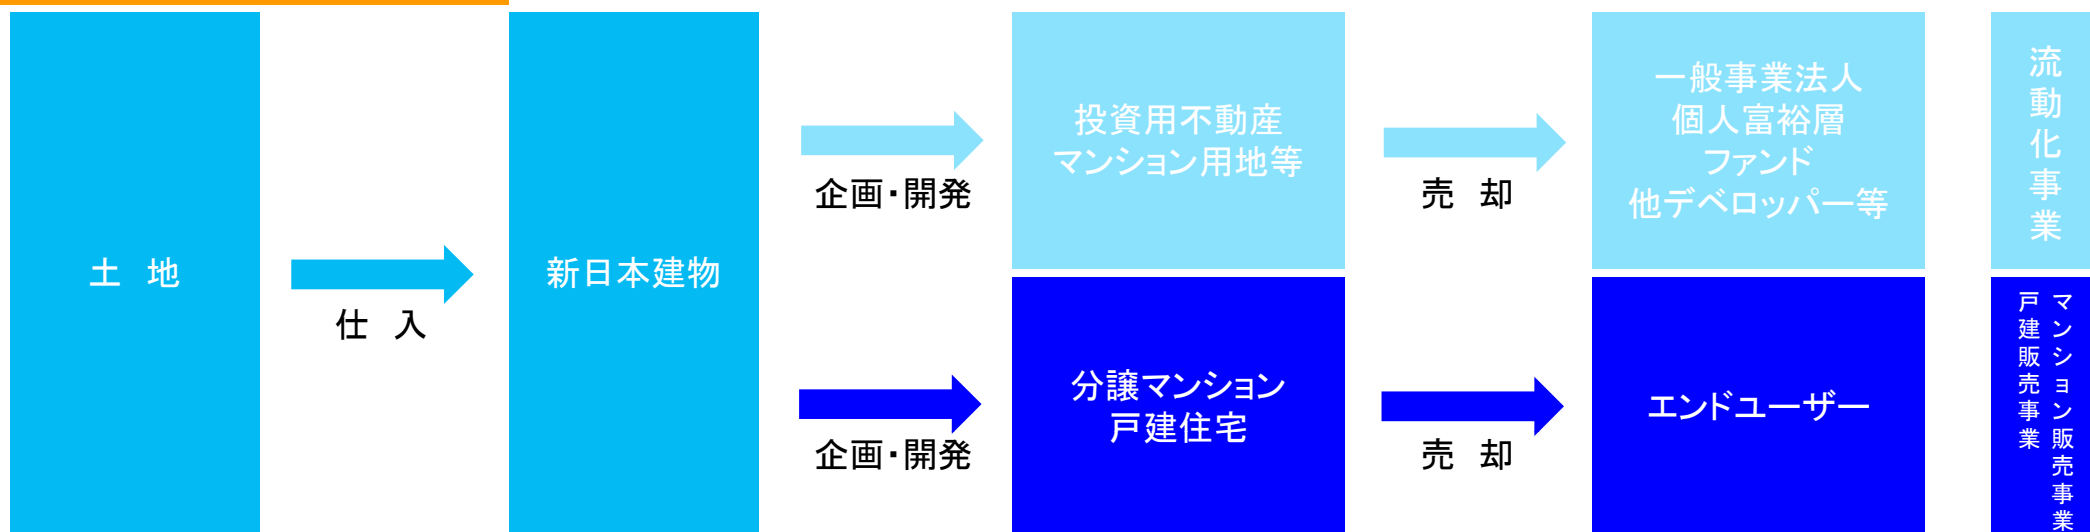 土　地
仕　入
新日本建物
企画・開発
投資用不動産
マンション用地等
売　却
一般事業法人
個人富裕層
ファンド
他デベロッパー等
流動化事業
企画・開発
分譲マンション
戸建住宅
売　却
エンドユーザー
マンション販売事業
戸建販売事業